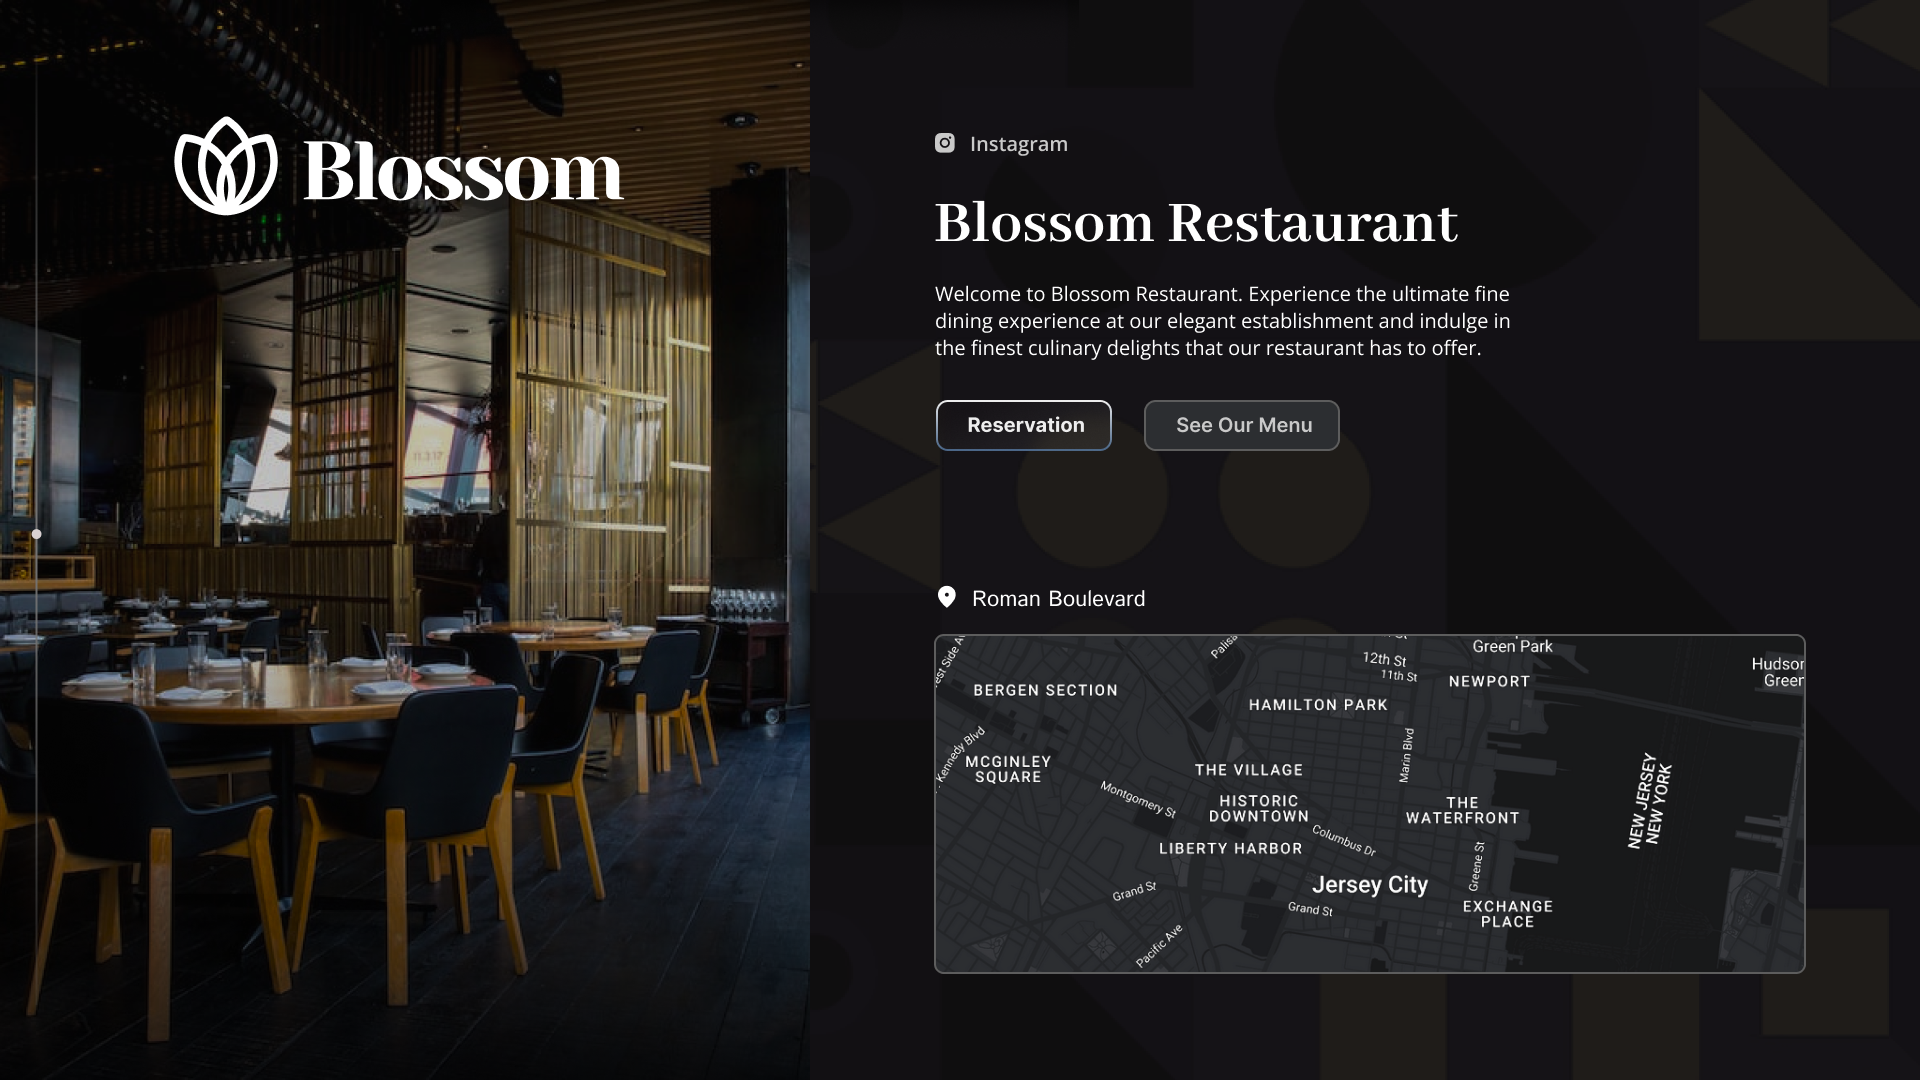 Blossom
Instagram
Blossom Restaurant
Welcome to Blossom Restaurant. Experience the ultimate fine
dining experience at our elegant establishment and indulge in
the finest culinary delights that our restaurant has to offer.
Reservation
See Our Menu
Roman Boulevard
Green Park
12th St
11th St
NEWPORT
BERGEN SECTION
HAMILTON PARK
Kennedy Blvd
MCGINLEY
SQUARE
Marin Blvd
THE VILLAGE
Montgomery St
HISTORIC
DOWNTOWN
THE
WATERFRONT
NEW JERSEY
NEW YORK
Columbus Dr
LIBERTY HARBOR
Greene St
Jersey City
Grand St
Grand St
EXCHANGE
PLACE
Pacific Ave